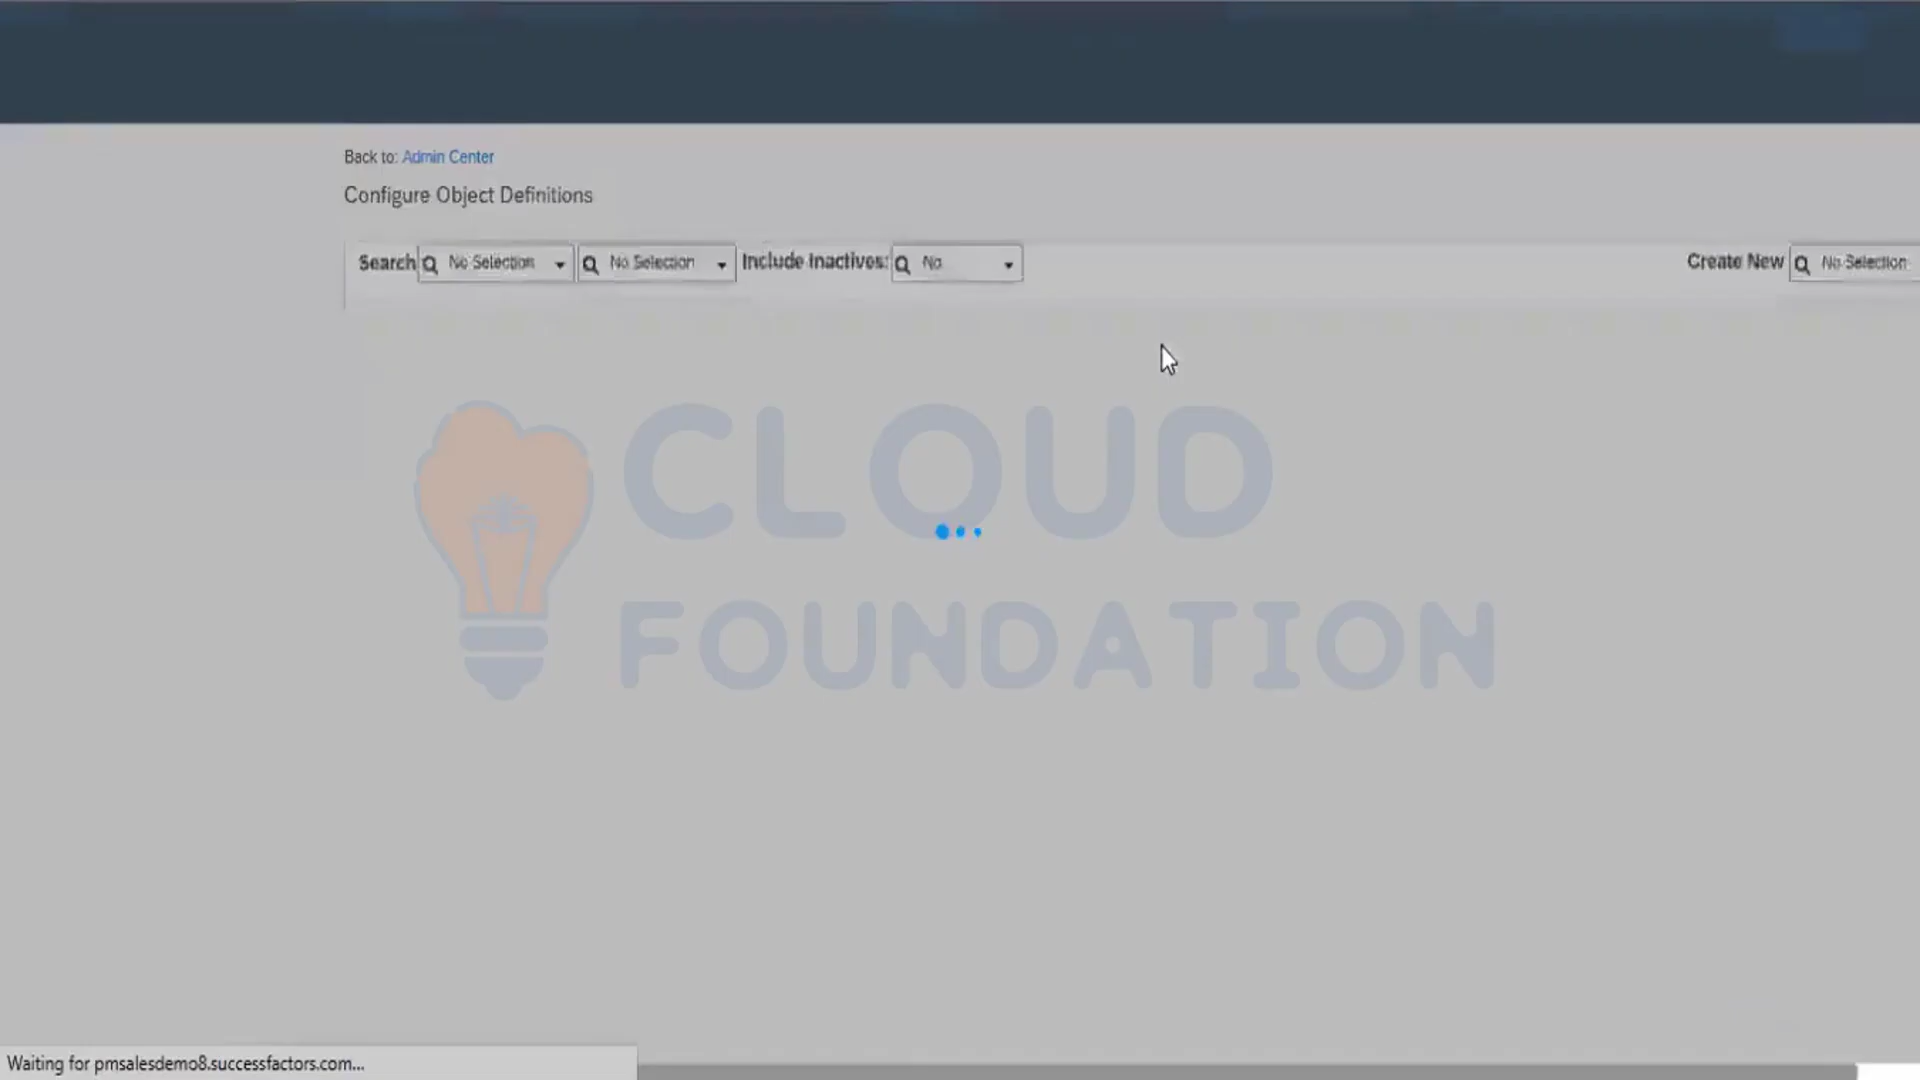 Back to: Admin Center
Configure Object Definitions
Search No Selection No Selection Include Inactives: No Create New No Selection
CLOUD
FOUNDATION
Waiting for pmsalesdemo8.successfactors.com...